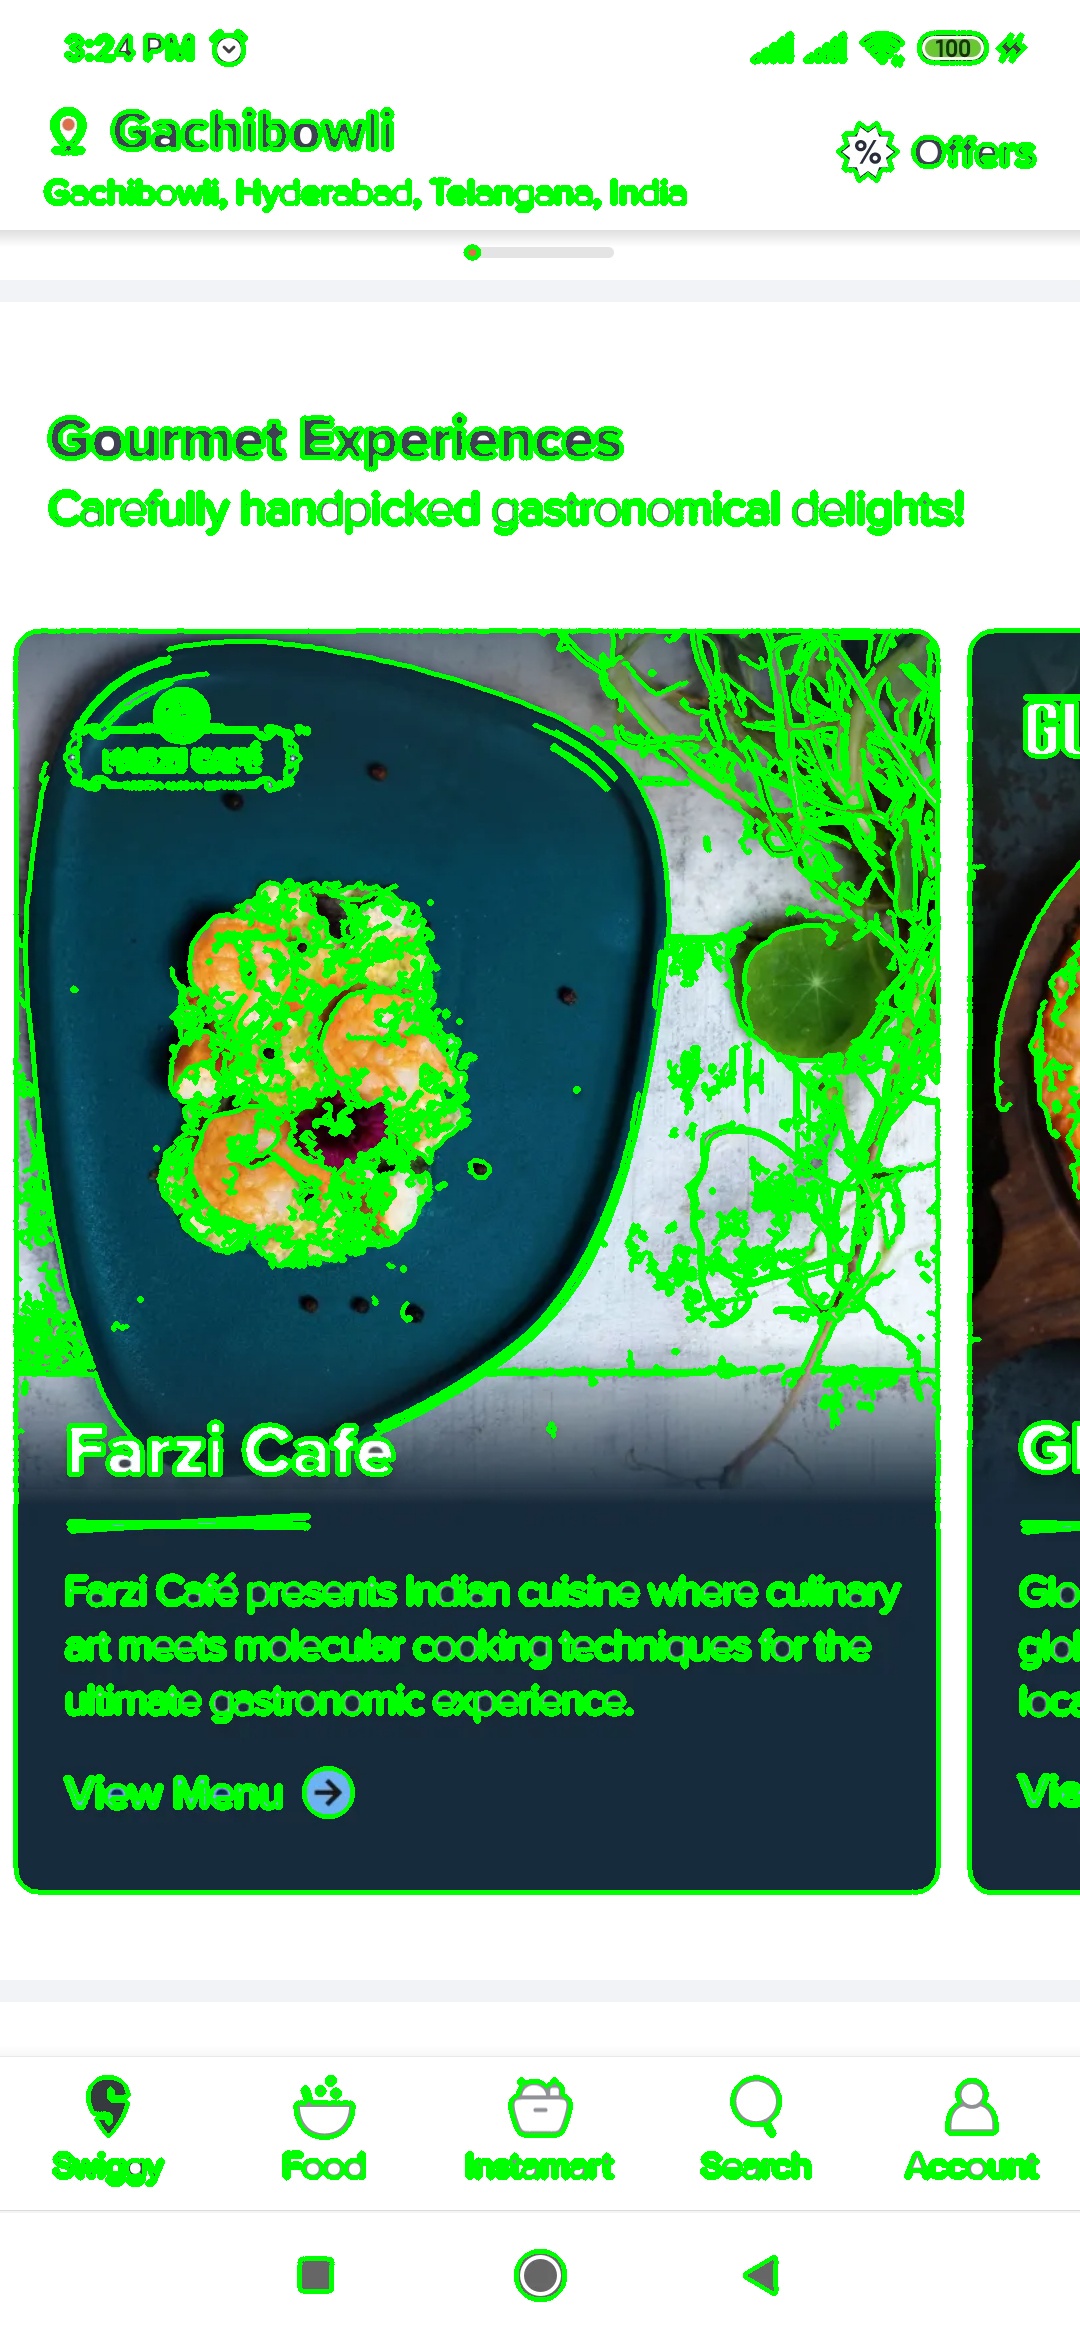 3:24 PM
100
Gachibowli
% Offers
Gachibowli, Hyderabad, Telangana, India
Gourmet Experiences
Carefully handpicked gastronomical delights!
FARZI CAFÉ
GL
Farzi Cafe
Gl
Farzi Café presents Indian cuisine where culinary
art meets molecular cooking techniques for the
ultimate gastronomic experience.
View Menu
Glo
glol
loca
Vie
Swiggy
Food
Instamart
Search
Account